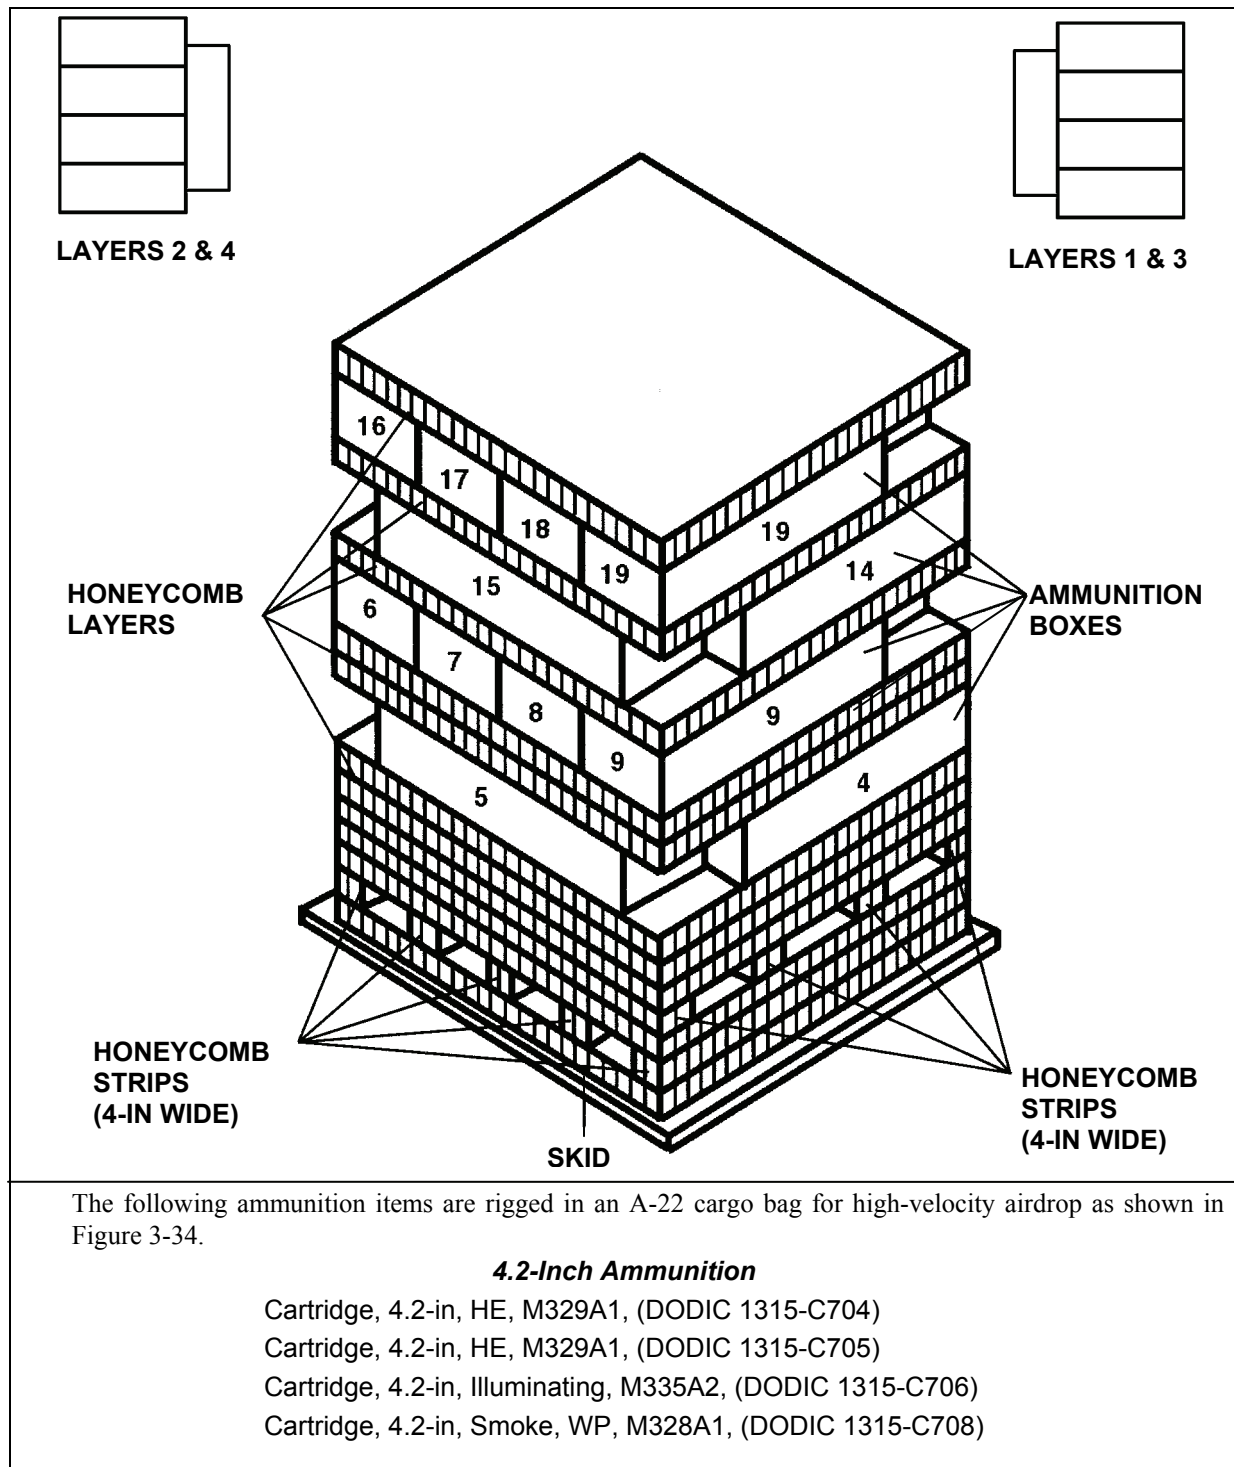 LAYERS 2 & 4
LAYERS 1 & 3
16
17
18
19
19
15
14
HONEYCOMB
LAYERS
AMMUNITION
BOXES
6
7
8
9
9
5
4
HONEYCOMB
STRIPS
(4-IN WIDE)
SKID
HONEYCOMB
STRIPS
(4-IN WIDE)
The following ammunition items are rigged in an A-22 cargo bag for high-velocity airdrop as shown in
Figure 3-34.
4.2-Inch Ammunition
Cartridge, 4.2-in, HE, M329A1, (DODIC 1315-C704)
Cartridge, 4.2-in, HE, M329A1, (DODIC 1315-C705)
Cartridge, 4.2-in, Illuminating, M335A2, (DODIC 1315-C706)
Cartridge, 4.2-in, Smoke, WP, M328A1, (DODIC 1315-C708)